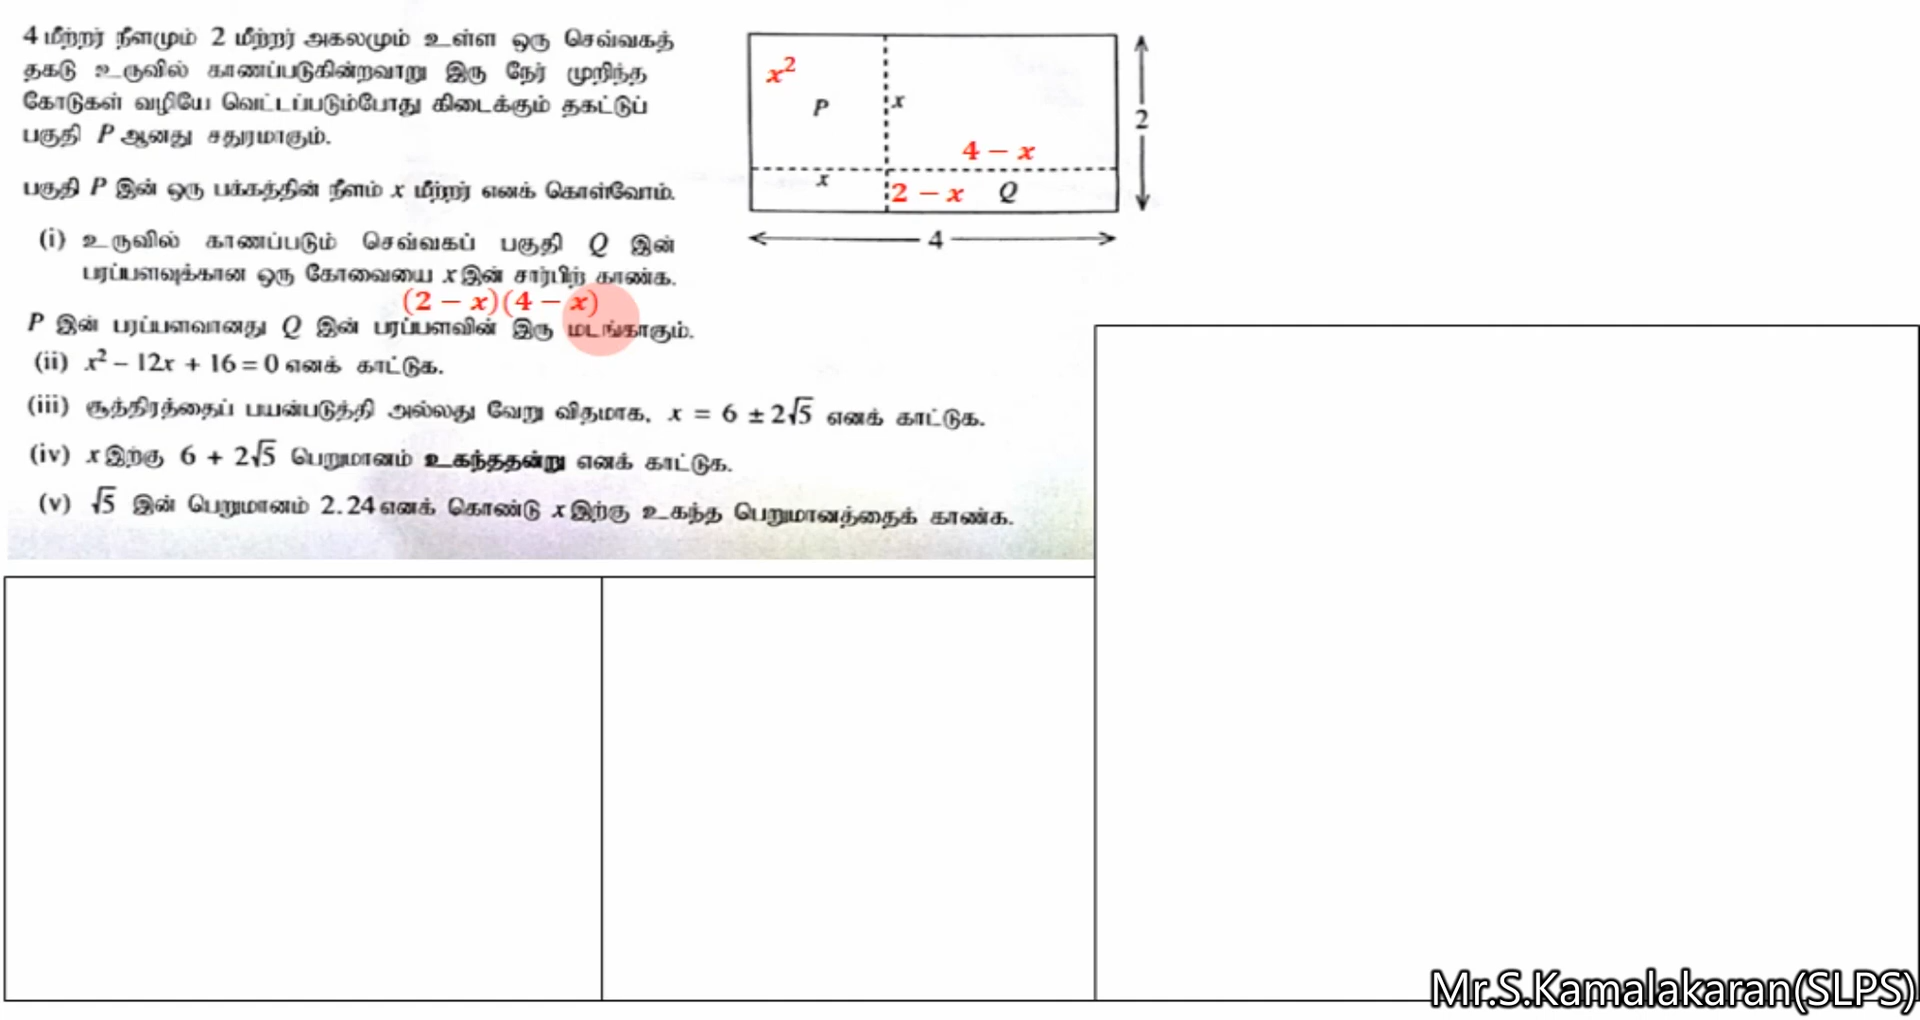 4 மீற்றர் நீளமும் 2 மீற்றர் அகலமும் உள்ள ஒரு செவ்வகத்
தகடு உருவில் காணப்படுகின்றவாறு இரு நேர் முறிந்த
கோடுகள் வழியே வெட்டப்படும்போது கிடைக்கும் தகட்டுப்
பகுதி P ஆனது சதுரமாகும்.
பகுதி P இன் ஒரு பக்கத்தின் நீளம் x மீற்றர் எனக் கொள்வோம்.
(i) உருவில் காணப்படும் செவ்வகப் பகுதி Q இன்
பரப்பளவுக்கான ஒரு கோவையை x இன் சார்பிற் காண்க.
(2 − x)(4 − x)
P இன் பரப்பளவானது Q இன் பரப்பளவின் இரு மடங்காகும்.
(ii) x² − 12x + 16 = 0 எனக் காட்டுக.
(iii) சூத்திரத்தைப் பயன்படுத்தி அல்லது வேறு விதமாக, x = 6 ± 2√5 எனக் காட்டுக.
(iv) x இற்கு 6 + 2√5 பெறுமானம் உகந்ததன்று எனக் காட்டுக.
(v) √5 இன் பெறுமானம் 2.24 எனக் கொண்டு x இற்கு உகந்த பெறுமானத்தைக் காண்க.
x²
P
x
2
4 − x
x
2 − x
Q
4
Mr.S.Kamalakaran(SLPS)